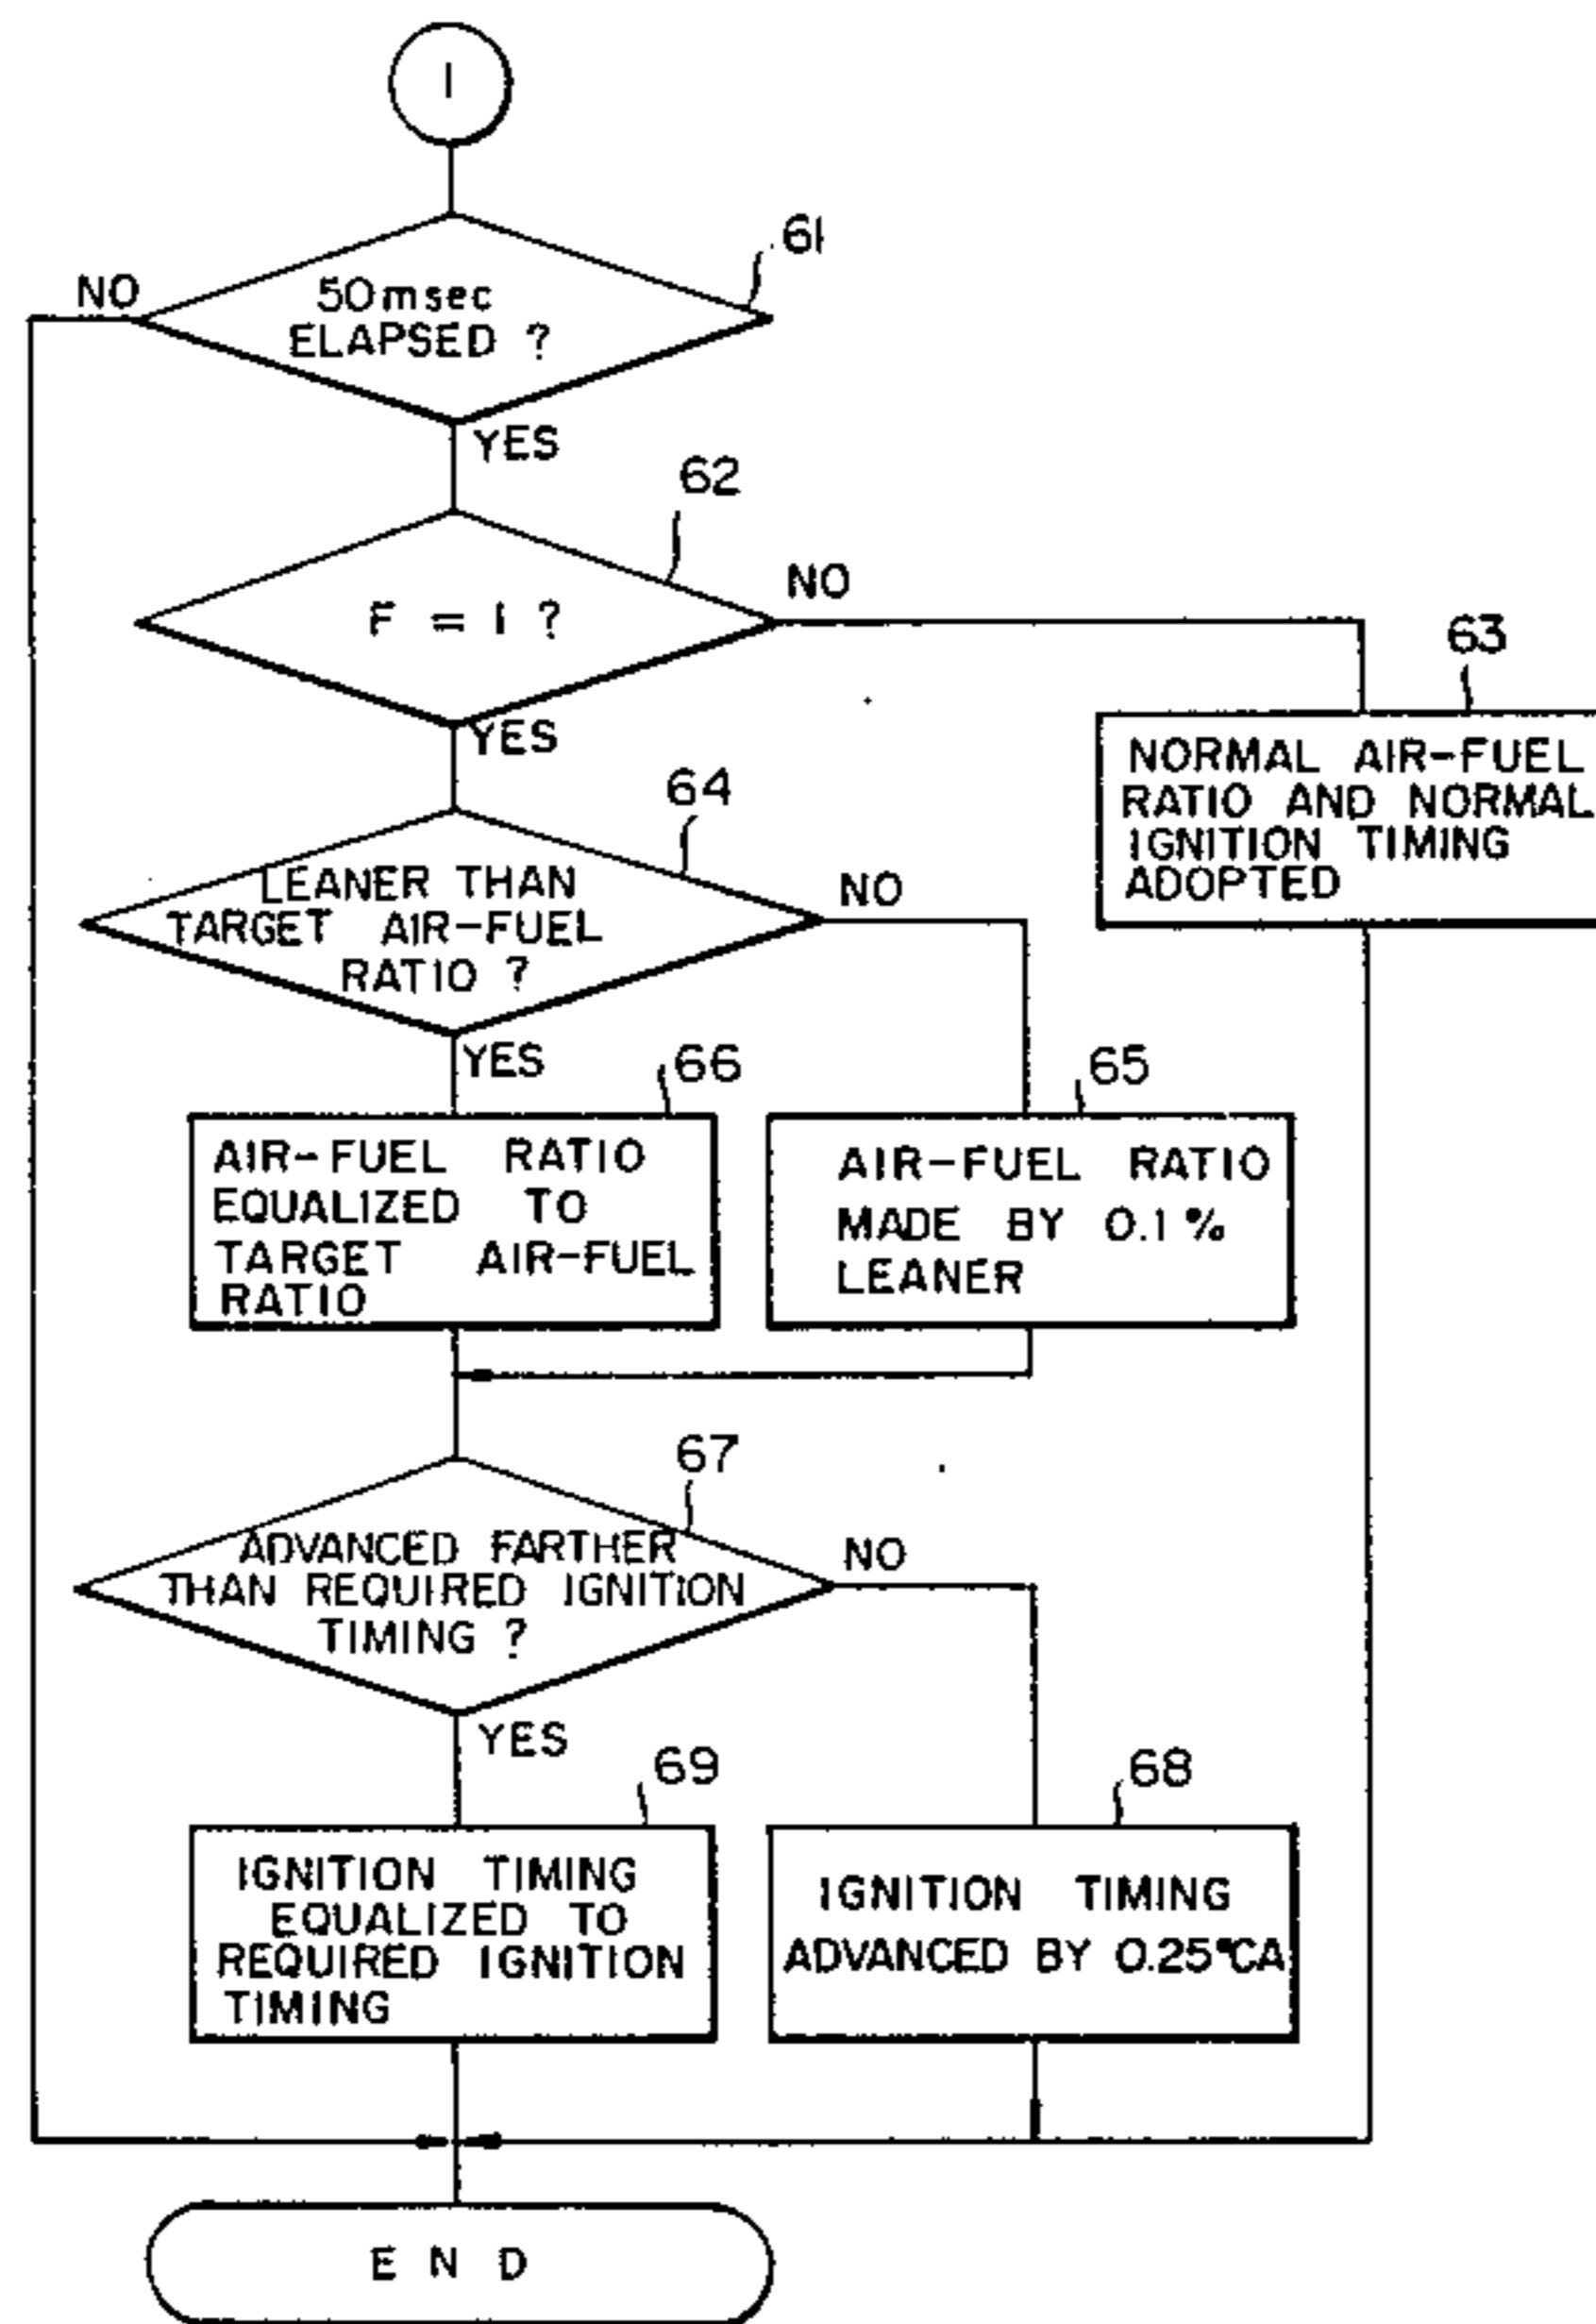 1
61
NO
50msec
ELAPSED ?
YES
62
F = 1 ?
NO
YES
63
NORMAL AIR-FUEL
RATIO AND NORMAL
IGNITION TIMING
ADOPTED
64
LEANER THAN
TARGET AIR-FUEL
RATIO ?
NO
YES
66
AIR-FUEL RATIO
EQUALIZED TO
TARGET AIR-FUEL
RATIO
65
AIR-FUEL RATIO
MADE BY 0.1%
LEANER
67
ADVANCED FARTHER
THAN REQUIRED IGNITION
TIMING ?
NO
YES
69
IGNITION TIMING
EQUALIZED TO
REQUIRED IGNITION
TIMING
68
IGNITION TIMING
ADVANCED BY 0.25°CA
END